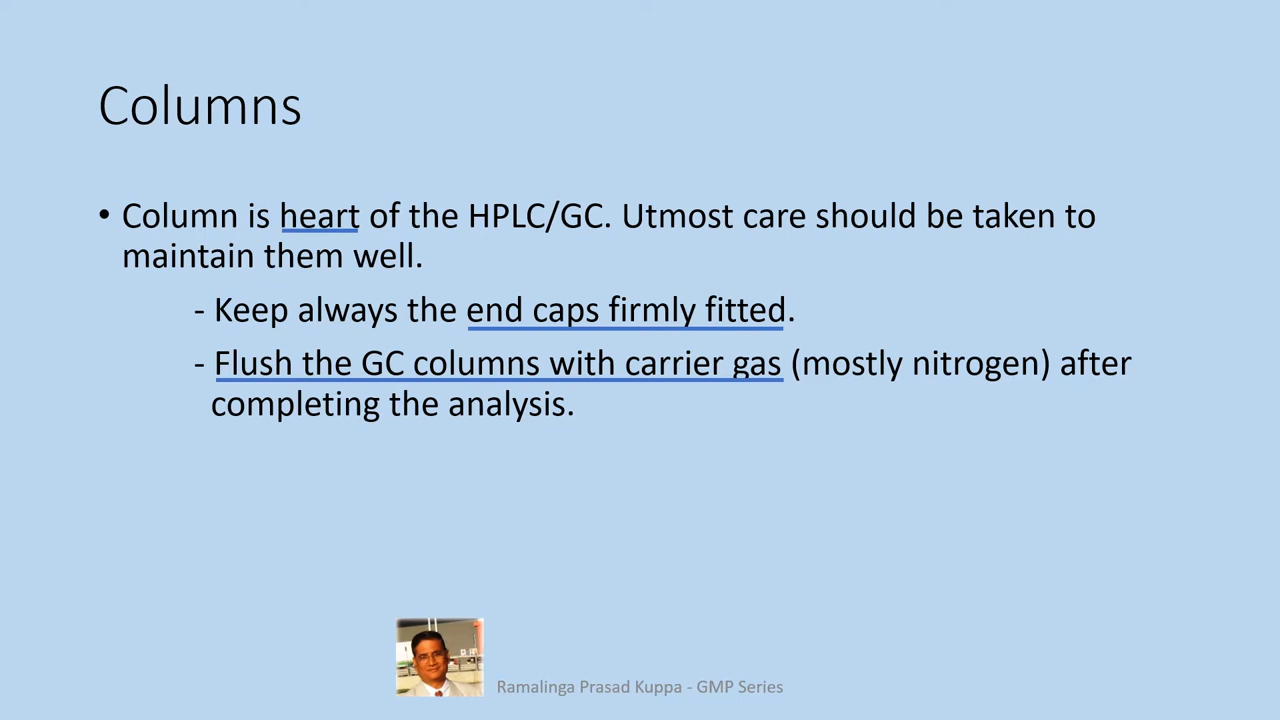 Columns
• Column is heart of the HPLC/GC. Utmost care should be taken to
maintain them well.
- Keep always the end caps firmly fitted.
- Flush the GC columns with carrier gas (mostly nitrogen) after
completing the analysis.
Ramalinga Prasad Kuppa - GMP Series